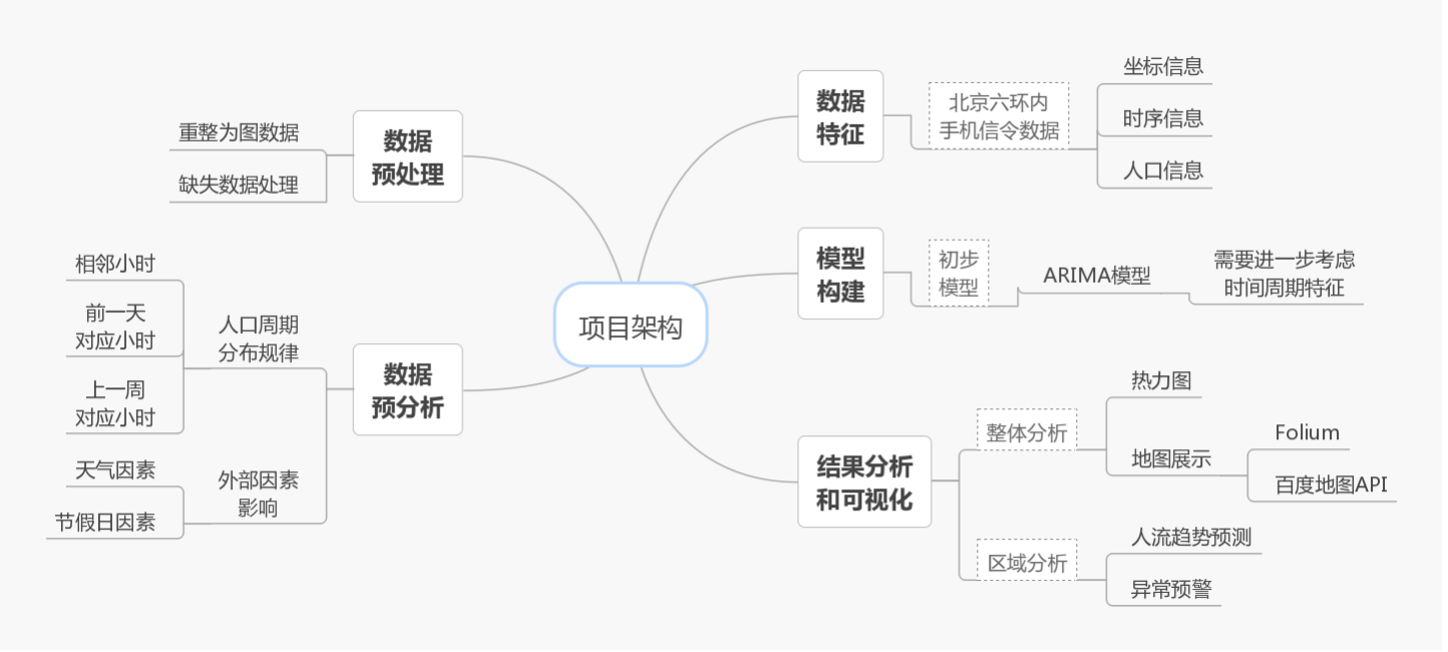 项目架构
数据
特征
北京六环内
手机信令数据
坐标信息
时序信息
人口信息
模型
构建
初步
模型
ARIMA模型
需要进一步考虑
时间周期特征
结果分析
和可视化
整体分析
热力图
地图展示
Folium
百度地图API
区域分析
人流趋势预测
异常预警
数据
预处理
重整为图数据
缺失数据处理
数据
预分析
人口周期
分布规律
相邻小时
前一天
对应小时
上一周
对应小时
外部因素
影响
天气因素
节假日因素